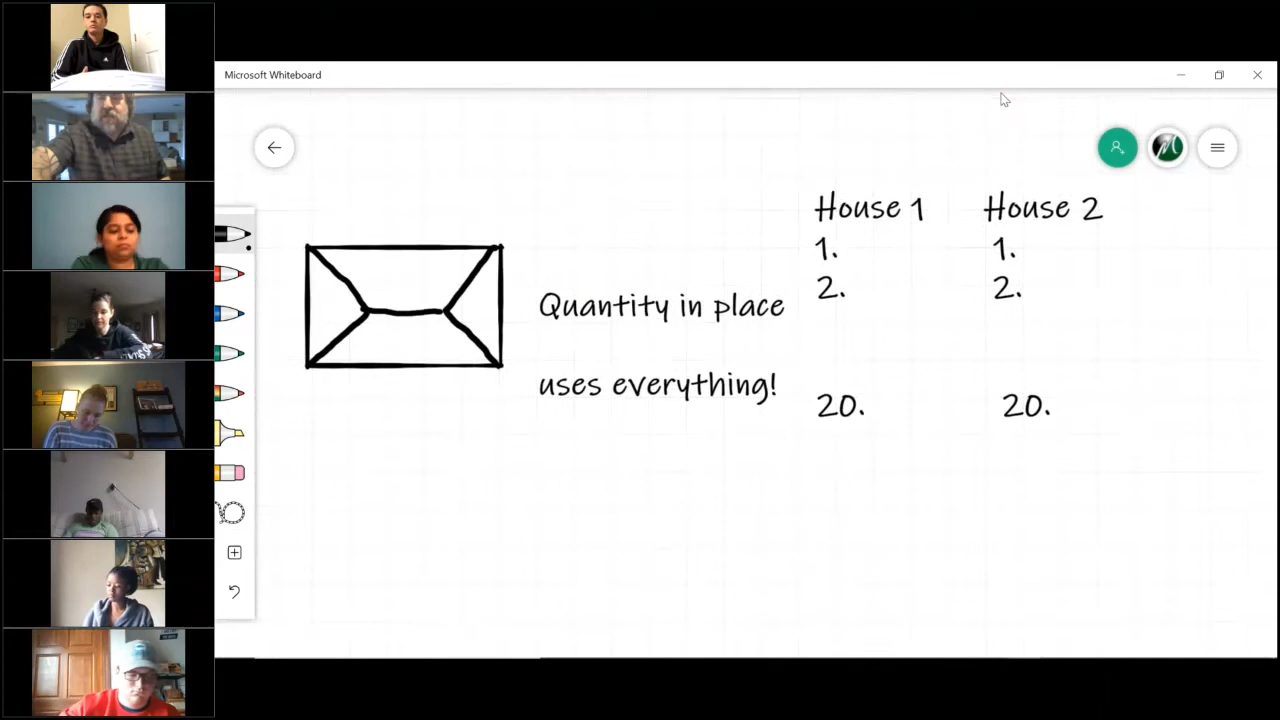 Microsoft Whiteboard
House 1
1.
2.
20.
House 2
1.
2.
20.
Quantity in place
uses everything!